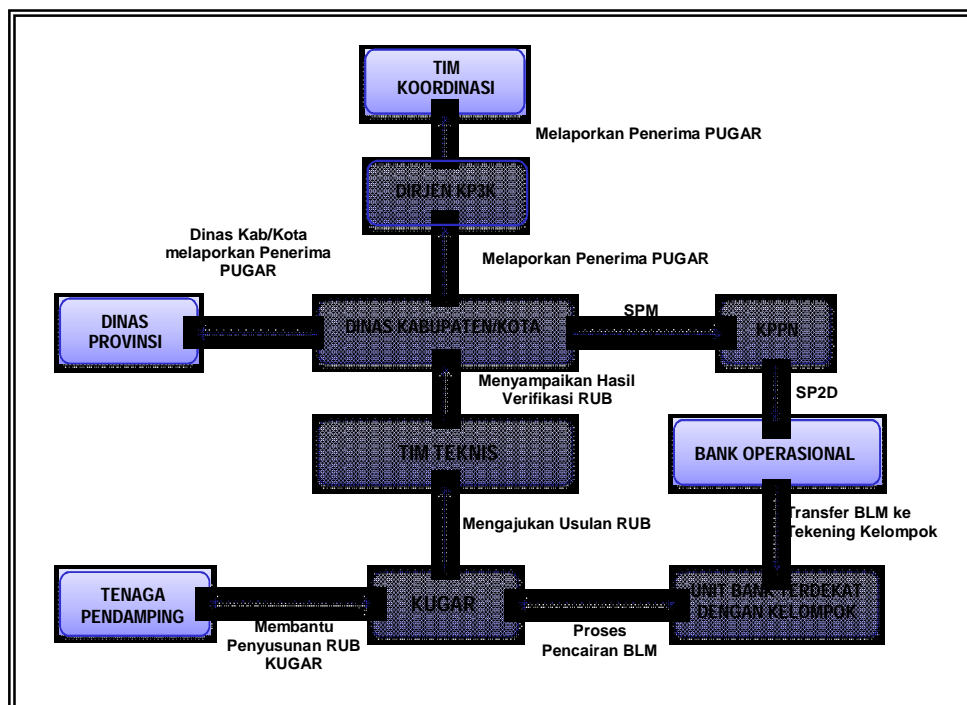 TIM
KOORDINASI
Melaporkan Penerima PUGAR
DIRJEN KP3K
Dinas Kab/Kota
melaporkan Penerima
PUGAR
Melaporkan Penerima PUGAR
DINAS
PROVINSI
DINAS KABUPATEN/KOTA
SPM
KPPN
Menyampaikan Hasil
Verifikasi RUB
SP2D
TIM TEKNIS
BANK OPERASIONAL
Mengajukan Usulan RUB
Transfer BLM ke
Tekening Kelompok
TENAGA
PENDAMPING
KUGAR
UNIT BANK TERDEKAT
DENGAN KELOMPOK
Membantu
Penyusunan RUB
KUGAR
Proses
Pencairan BLM